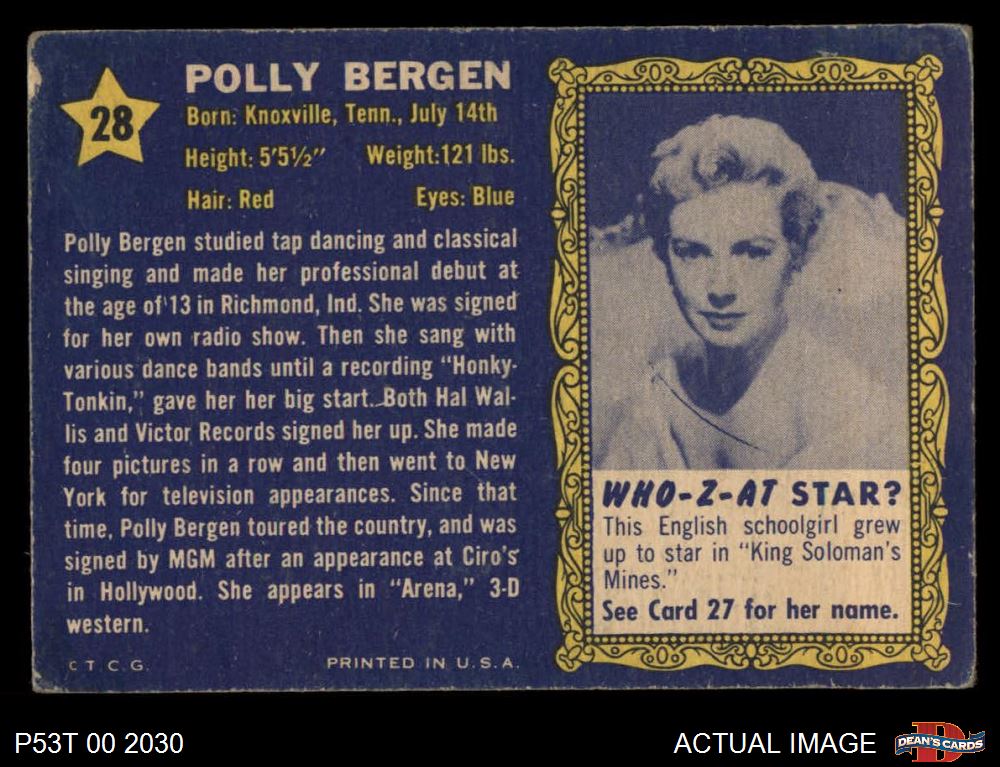 28
POLLY BERGEN
Born: Knoxville, Tenn., July 14th
Height: 5'5½" Weight:121 lbs.
Hair: Red Eyes: Blue
Polly Bergen studied tap dancing and classical
singing and made her professional debut at
the age of 13 in Richmond, Ind. She was signed
for her own radio show. Then she sang with
various dance bands until a recording "Honky-
Tonkin," gave her her big start. Both Hal Wal-
lis and Victor Records signed her up. She made
four pictures in a row and then went to New
York for television appearances. Since that
time, Polly Bergen toured the country, and was
signed by MGM after an appearance at Ciro's
in Hollywood. She appears in "Arena," 3-D
western.
C T C.G. PRINTED IN U.S.A.
WHO-Z-AT STAR?
This English schoolgirl grew
up to star in "King Soloman's
Mines."
See Card 27 for her name.
P53T 00 2030 ACTUAL IMAGE
D
DEAN'S CARDS